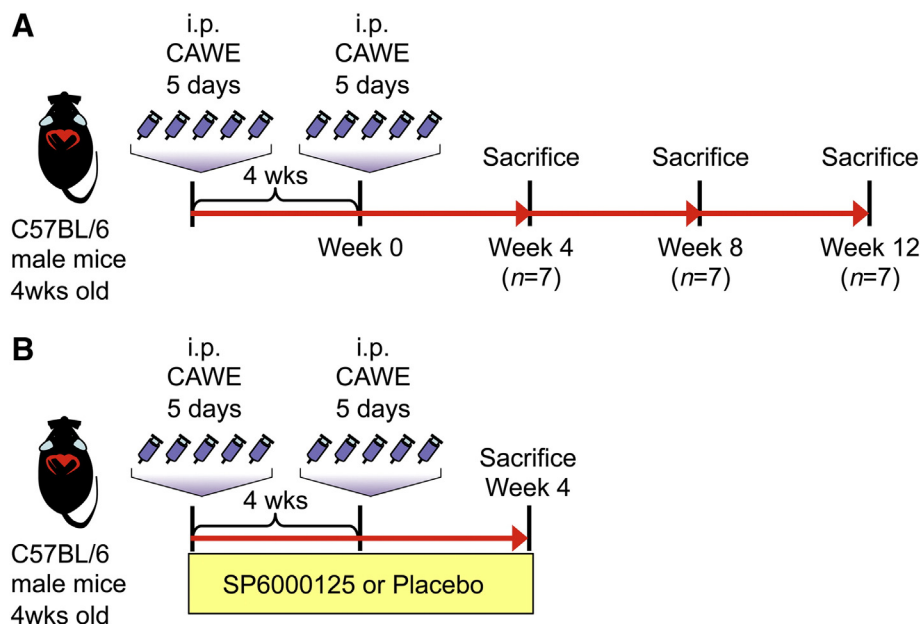 A
i.p.
CAWE
5 days
i.p.
CAWE
5 days
4 wks
Sacrifice
Sacrifice
Sacrifice
C57BL/6
male mice
4wks old
Week 0
Week 4
(n=7)
Week 8
(n=7)
Week 12
(n=7)
B
i.p.
CAWE
5 days
i.p.
CAWE
5 days
4 wks
Sacrifice
Week 4
C57BL/6
male mice
4wks old
SP6000125 or Placebo